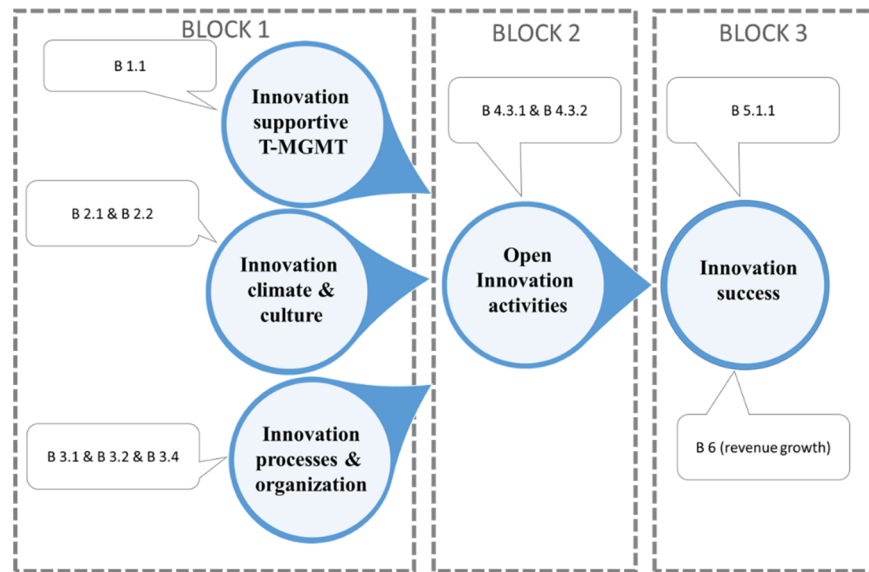 BLOCK 1
B 1.1
Innovation
supportive
T-MGMT
B 2.1 & B 2.2
Innovation
climate &
culture
B 3.1 & B 3.2 & B 3.4
Innovation
processes &
organization
BLOCK 2
B 4.3.1 & B 4.3.2
Open
Innovation
activities
BLOCK 3
B 5.1.1
Innovation
success
B 6 (revenue growth)